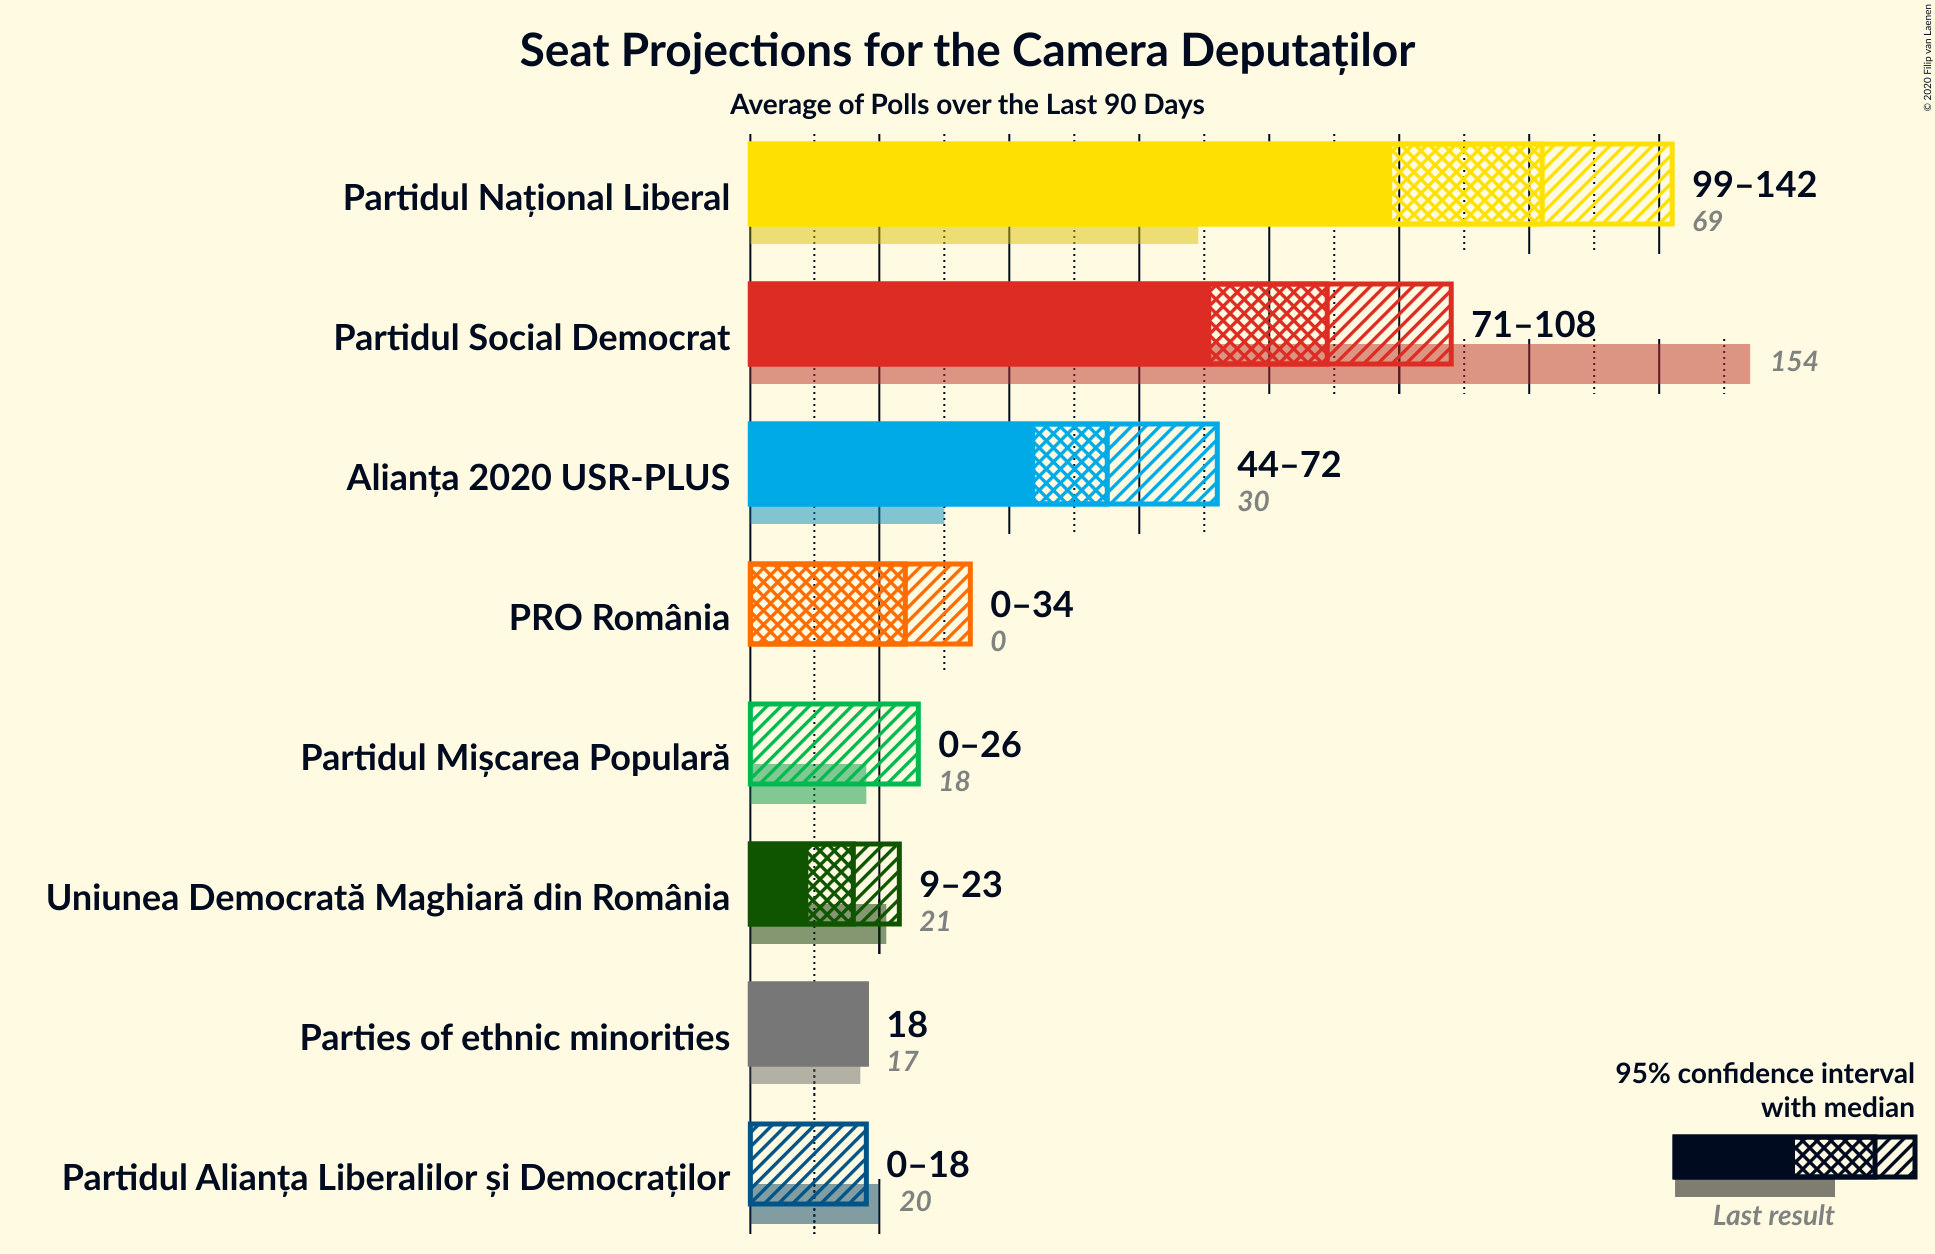 Seat Projections for the Camera Deputaților
Average of Polls over the Last 90 Days
© 2020 Filip van Laenen
Partidul Național Liberal
99–142
69
Partidul Social Democrat
71–108
154
Alianța 2020 USR-PLUS
44–72
30
PRO România
0–34
0
Partidul Mișcarea Populară
0–26
18
Uniunea Democrată Maghiară din România
9–23
21
Parties of ethnic minorities
18
17
Partidul Alianța Liberalilor și Democraților
0–18
20
95% confidence interval
with median
Last result